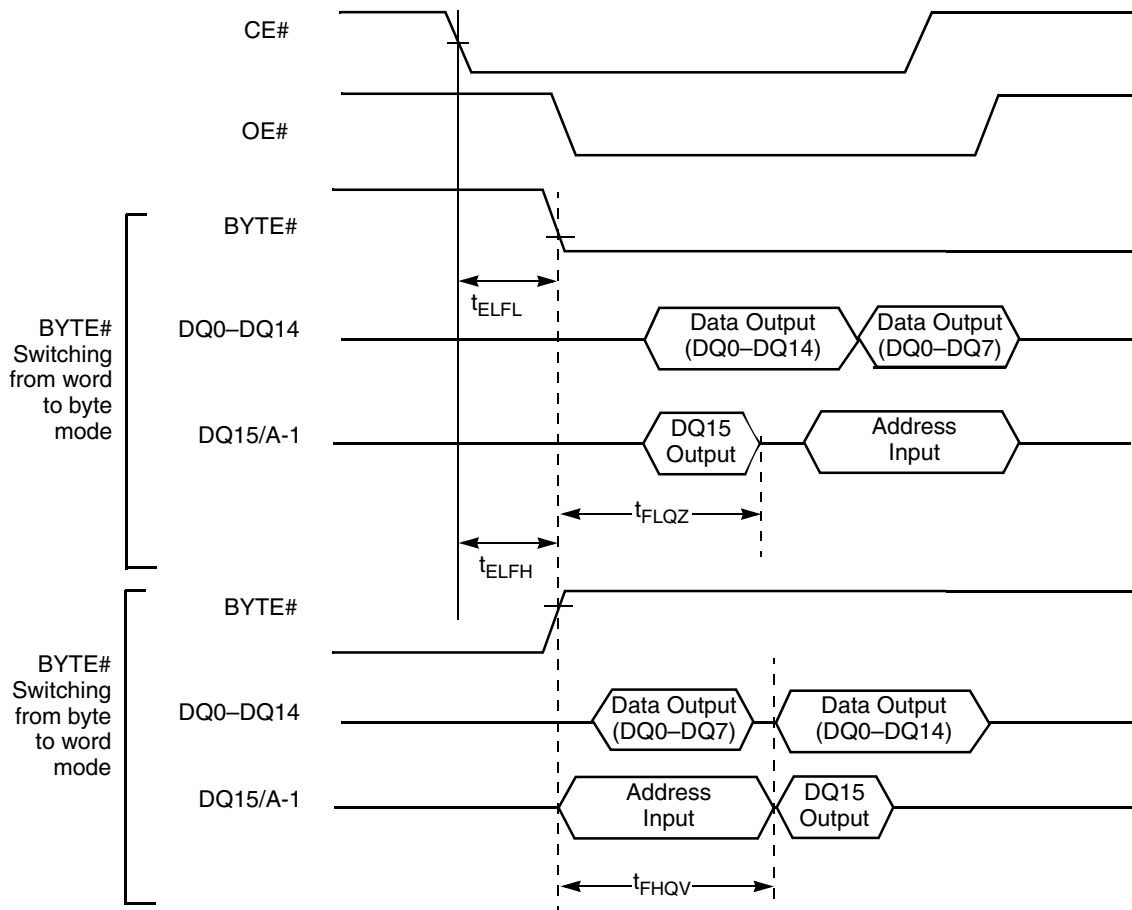 CE#
OE#
BYTE#
Switching
from word
to byte
mode
BYTE#
tELFL
DQ0–DQ14
Data Output
(DQ0–DQ14)
Data Output
(DQ0–DQ7)
DQ15/A-1
DQ15
Output
Address
Input
tFLQZ
tELFH
BYTE#
Switching
from byte
to word
mode
BYTE#
DQ0–DQ14
Data Output
(DQ0–DQ7)
Data Output
(DQ0–DQ14)
DQ15/A-1
Address
Input
DQ15
Output
tFHQV